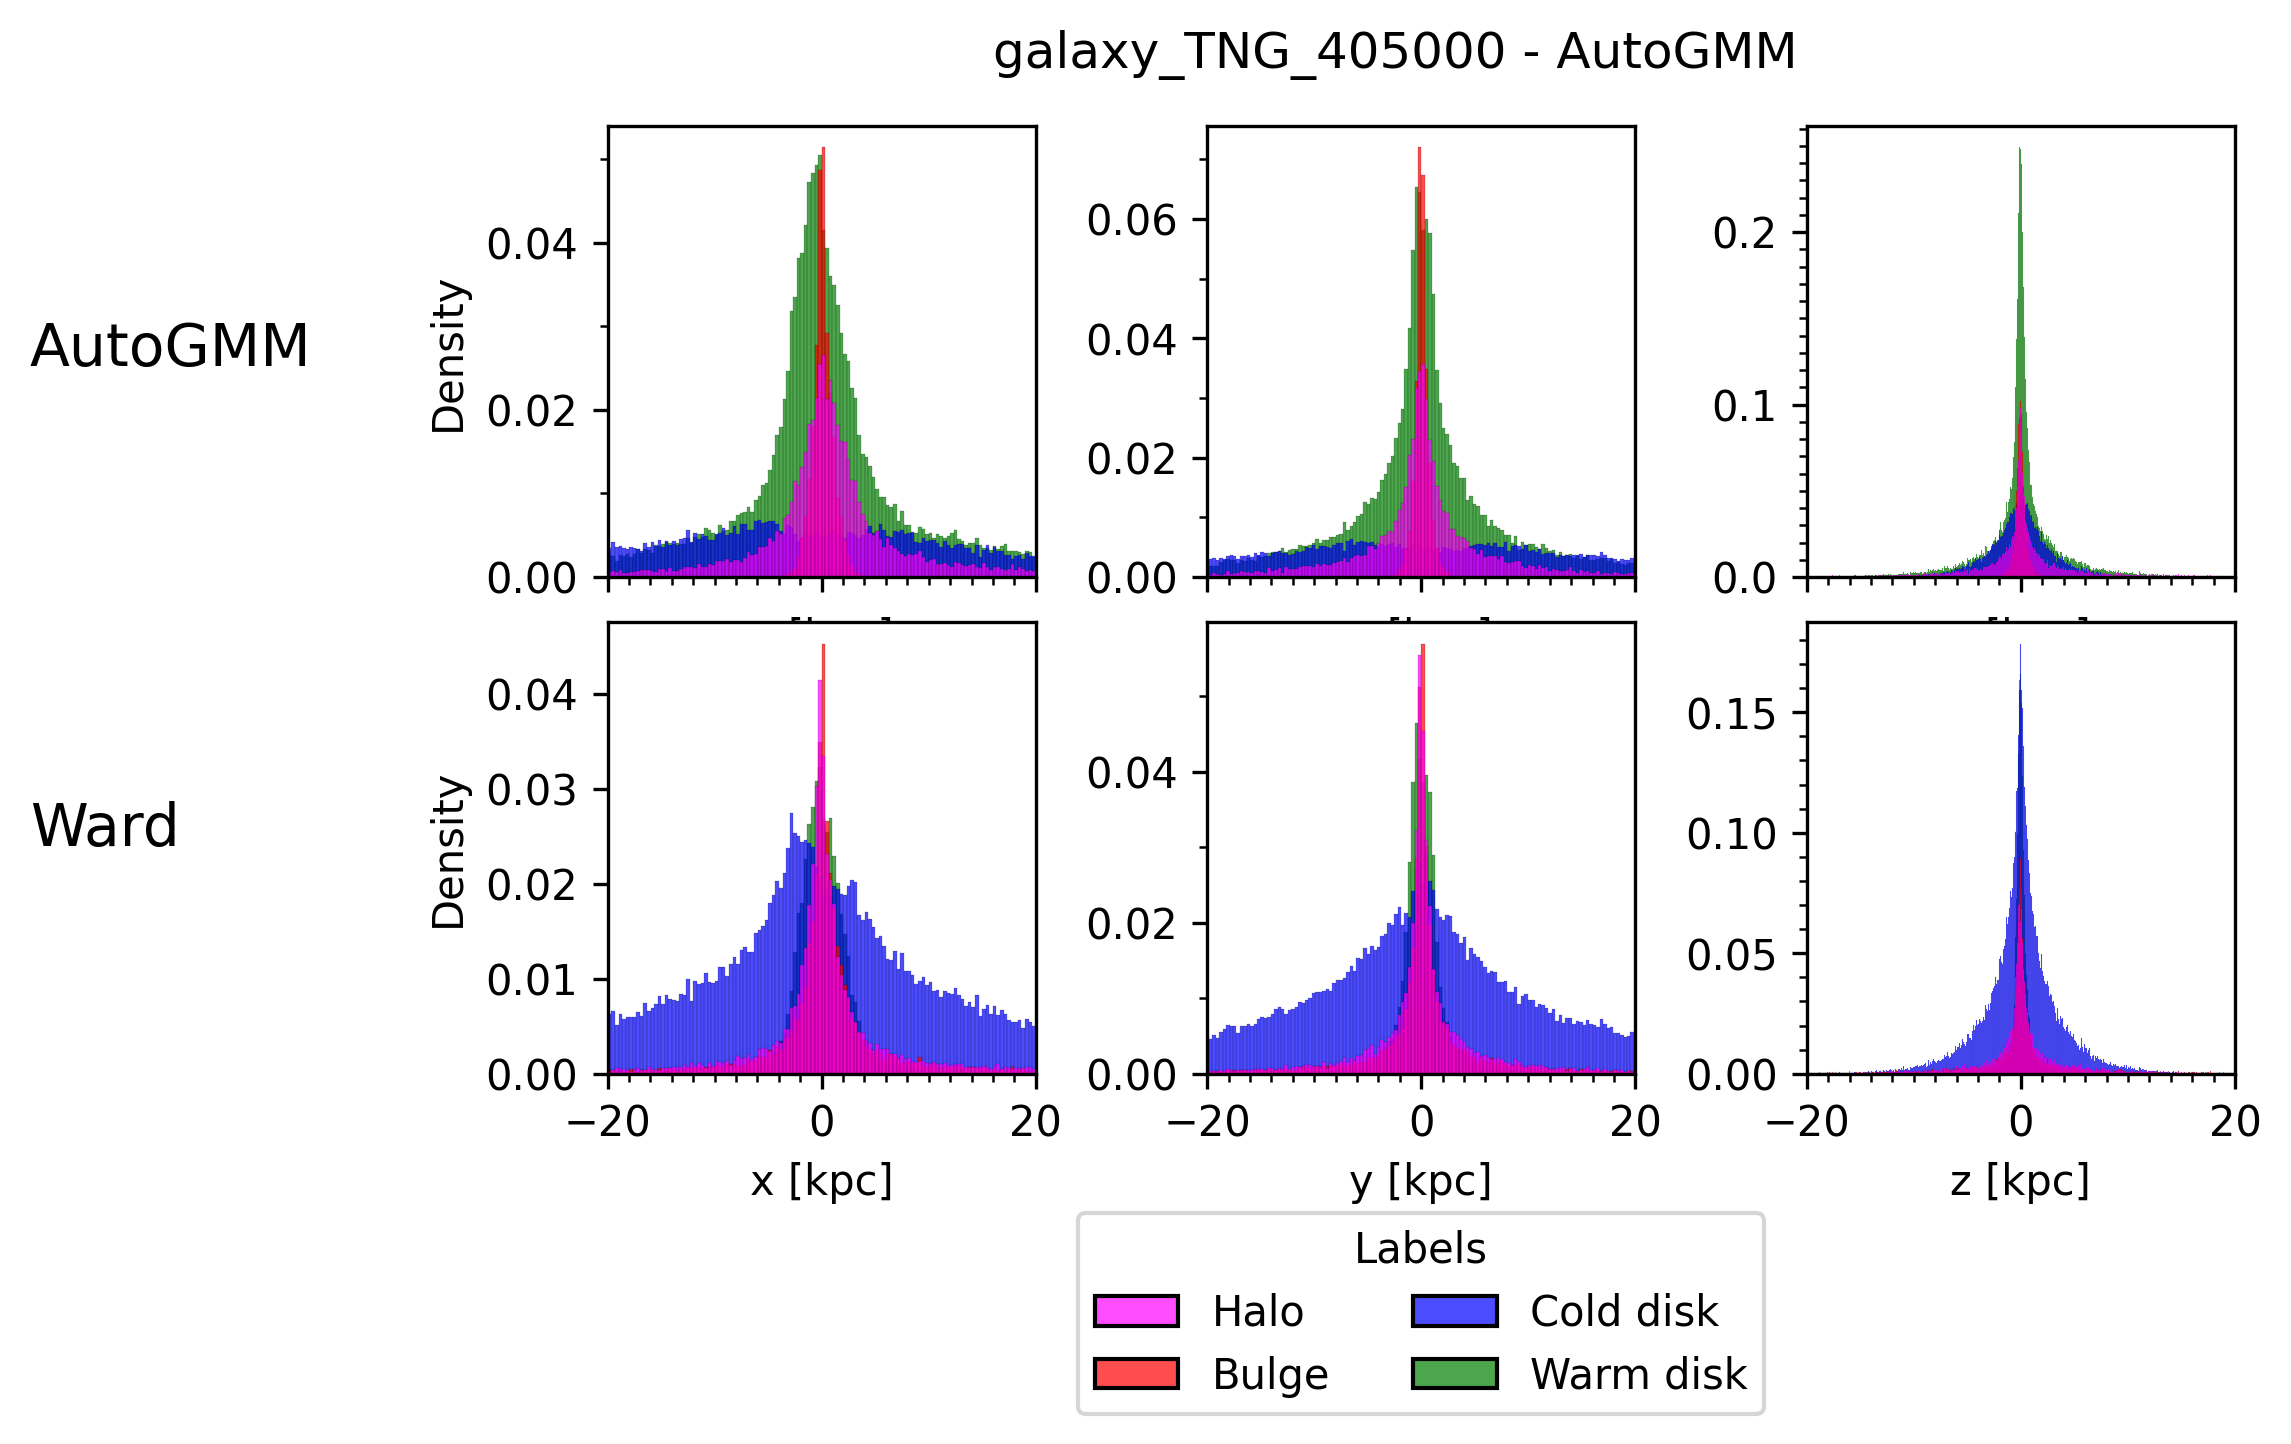 galaxy_TNG_405000 - AutoGMM
AutoGMM
Density
0.04
0.02
0.00
0.06
0.04
0.02
0.00
0.2
0.1
0.0
Ward
Density
0.04
0.03
0.02
0.01
0.00
−20 0 20
x [kpc]
0.04
0.02
0.00
−20 0 20
y [kpc]
0.15
0.10
0.05
0.00
−20 0 20
z [kpc]
Labels
Halo
Bulge
Cold disk
Warm disk